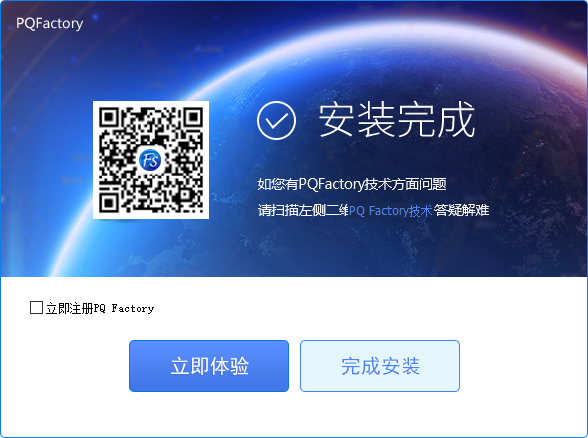 PQFactory
FS
安装完成
如您有PQFactory技术方面问题
请扫描左侧二维PQ Factory技术答疑解难
立即注册PQ Factory
立即体验
完成安装